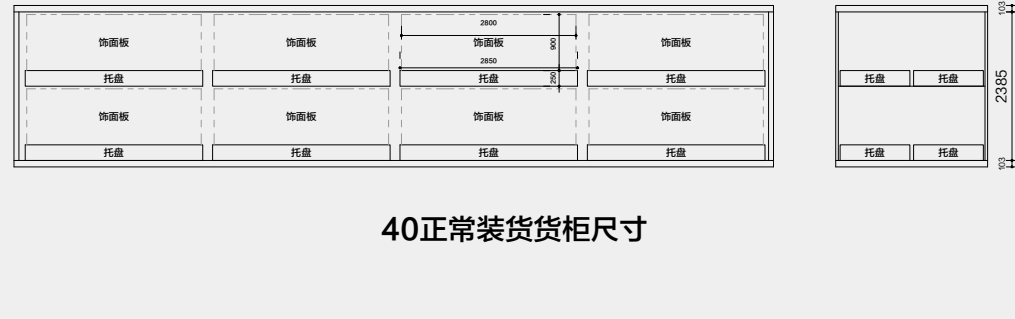 2800
饰面板 饰面板 饰面板 900 饰面板
2850
托盘 托盘 托盘 250 托盘 托盘 托盘
饰面板 饰面板 饰面板 饰面板
托盘 托盘 托盘 托盘 托盘 托盘
103
2385
103
40正常装货货柜尺寸